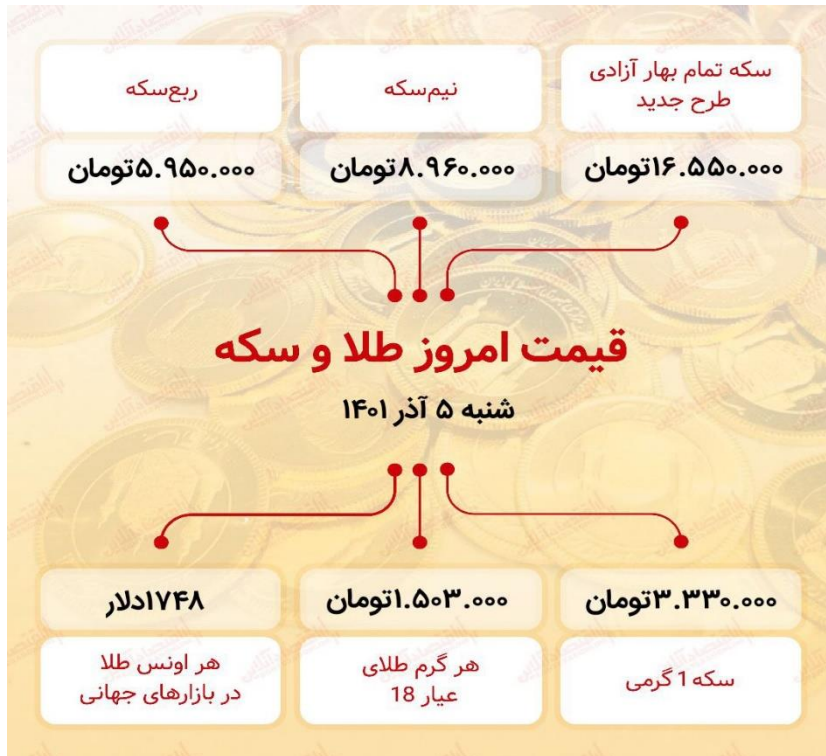 سکه تمام بهار آزادی
طرح جدید
نیم‌سکه
ربع‌سکه
۱۶.۵۵۰.۰۰۰تومان
۸.۹۶۰.۰۰۰تومان
۵.۹۵۰.۰۰۰تومان
قیمت امروز طلا و سکه
شنبه ۵ آذر ۱۴۰۱
۳.۳۳۰.۰۰۰تومان
۱.۵۰۳.۰۰۰تومان
۱۷۴۸دلار
سکه 1 گرمی
هر گرم طلای
عیار 18
هر اونس طلا
در بازارهای جهانی